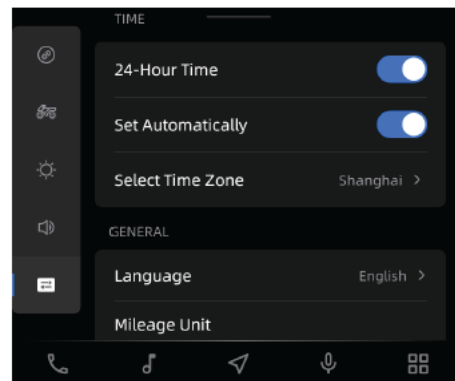 TIME
24-Hour Time
Set Automatically
Select Time Zone Shanghai >
GENERAL
Language English >
Mileage Unit